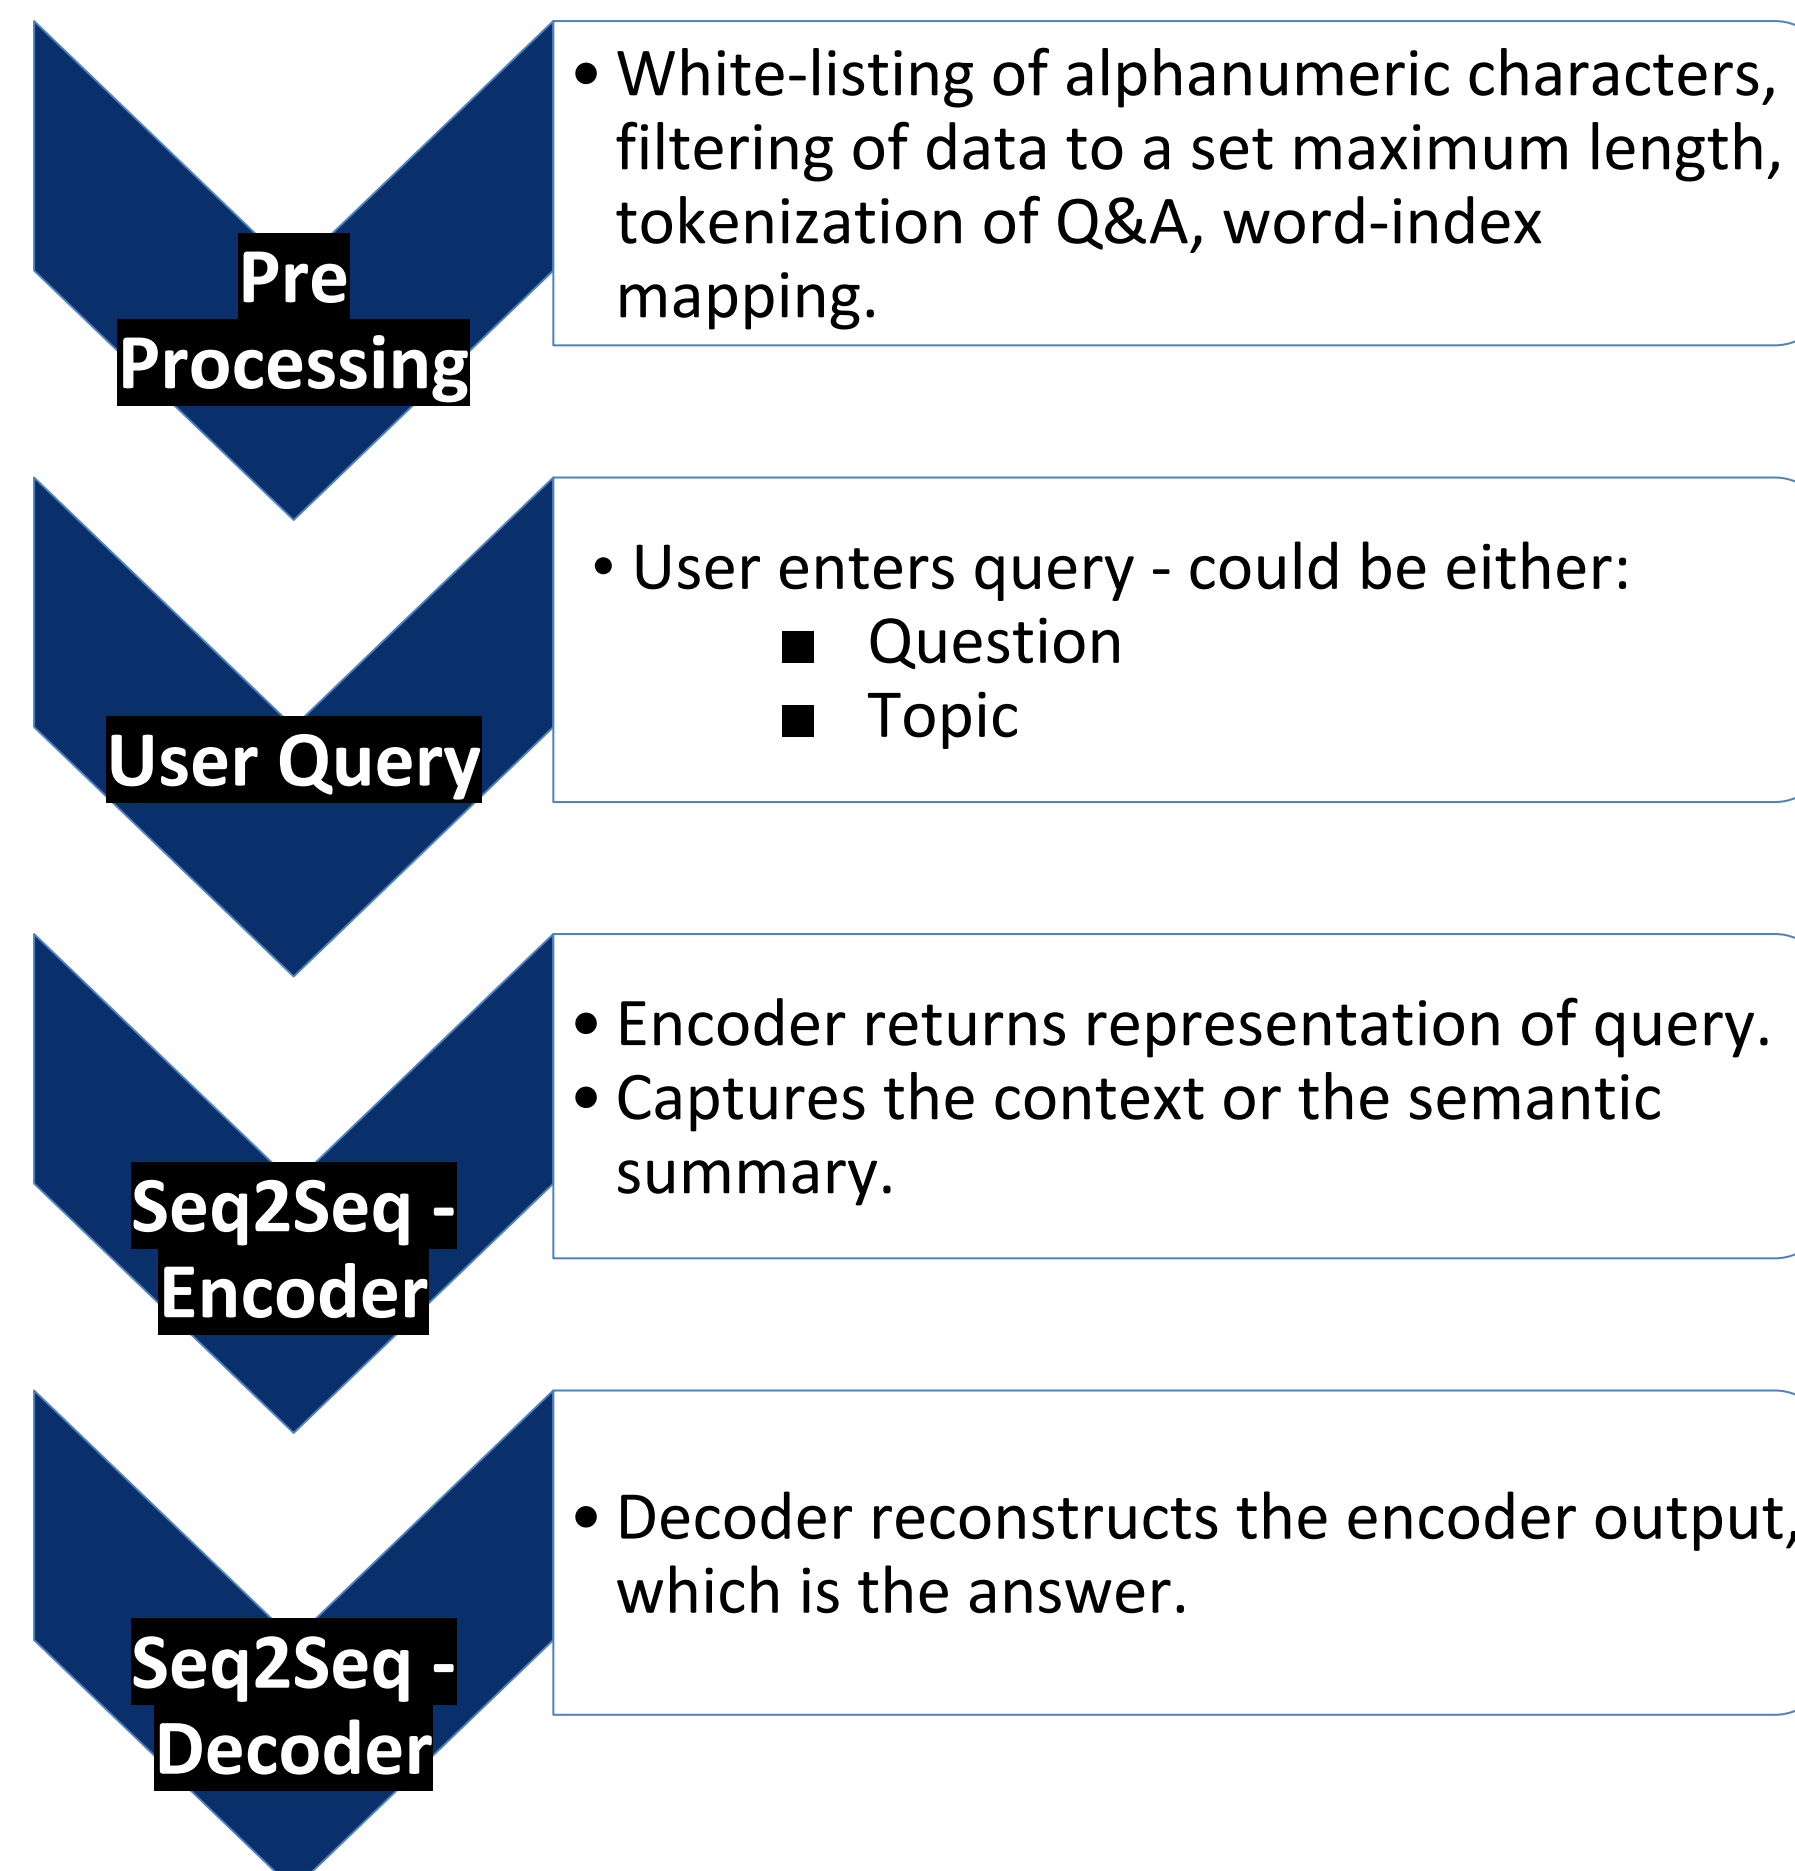 Pre
Processing
• White-listing of alphanumeric characters,
filtering of data to a set maximum length,
tokenization of Q&A, word-index
mapping.
User Query
• User enters query - could be either:
■ Question
■ Topic
Seq2Seq -
Encoder
• Encoder returns representation of query.
• Captures the context or the semantic
summary.
Seq2Seq -
Decoder
• Decoder reconstructs the encoder output,
which is the answer.